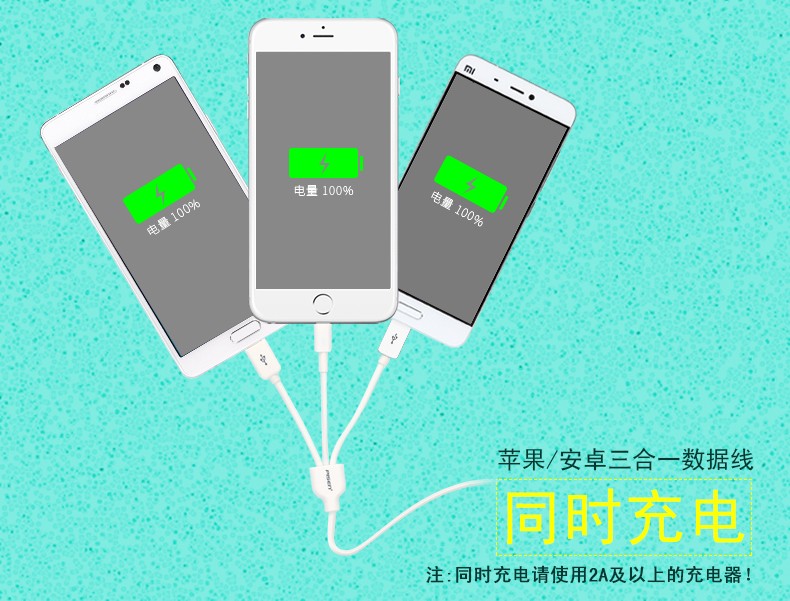 mi
电量 100%
电量 100%
电量 100%
苹果/安卓三合一数据线
同时充电
注:同时充电请使用2A及以上的充电器!